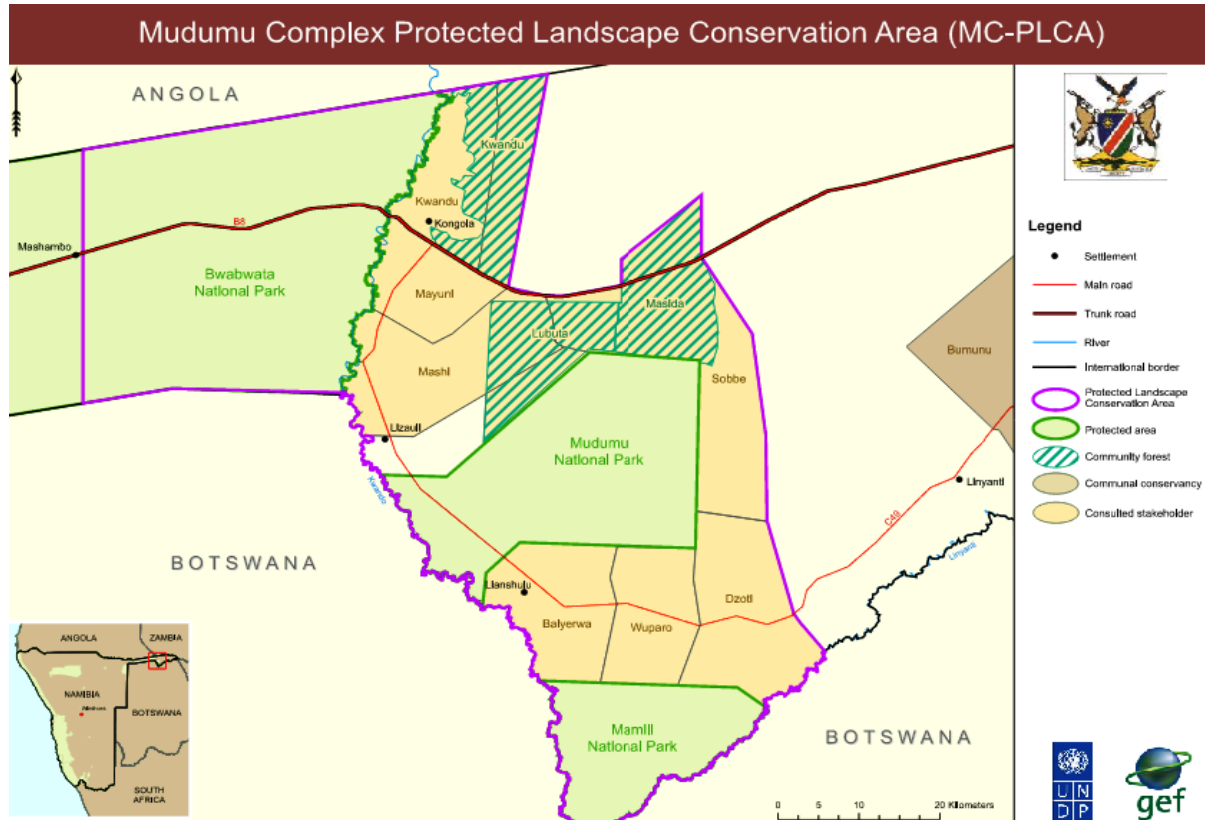 Mudumu Complex Protected Landscape Conservation Area (MC-PLCA)
ANGOLA
Kwandu
Kwandu
Kongola
B8
Mashambo
Bwabwata
National Park
Mayuni
Masida
Lubuta
Mashi
Sobbe
Bumunu
Lizauli
Mudumu
National Park
Kwando
Linyanti
C49
Linyanti
BOTSWANA
Lianshulu
Dzoti
Balyerwa
Wuparo
Mamili
National Park
BOTSWANA
0 5 10 20 Kilometers
Legend
Settlement
Main road
Trunk road
River
International border
Protected Landscape
Conservation Area
Protected area
Community forest
Communal conservancy
Consulted stakeholder
ANGOLA
ZAMBIA
NAMIBIA
BOTSWANA
SOUTH
AFRICA
U N
D P
gef